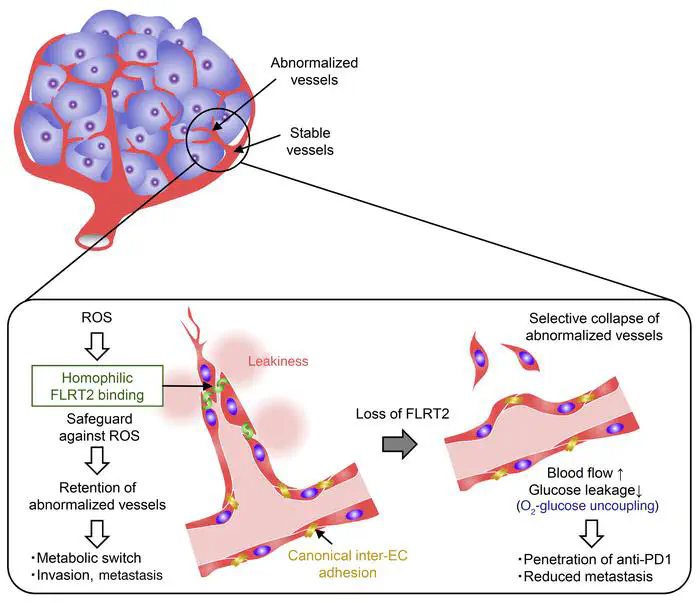 Abnormalized
vessels
Stable
vessels
ROS
Homophilic
FLRT2 binding
Safeguard
against ROS
Retention of
abnormalized vessels
・Metabolic switch
・Invasion, metastasis
Leakiness
Canonical inter-EC
adhesion
Loss of FLRT2
Selective collapse of
abnormalized vessels
Blood flow ↑
Glucose leakage↓
(O₂-glucose uncoupling)
・Penetration of anti-PD1
・Reduced metastasis